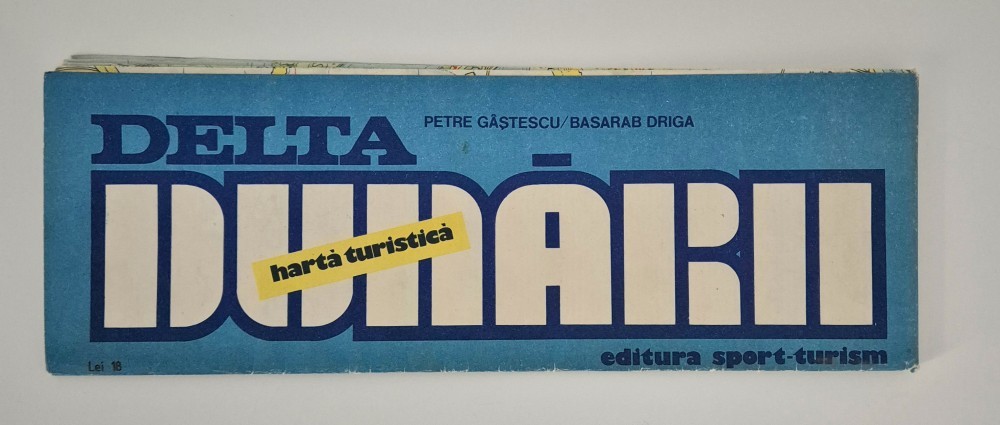 DELTA
PETRE GÂȘTESCU/BASARAB DRIGA
DUNĂRII
hartă turistică
editura sport-turism
Lei 18